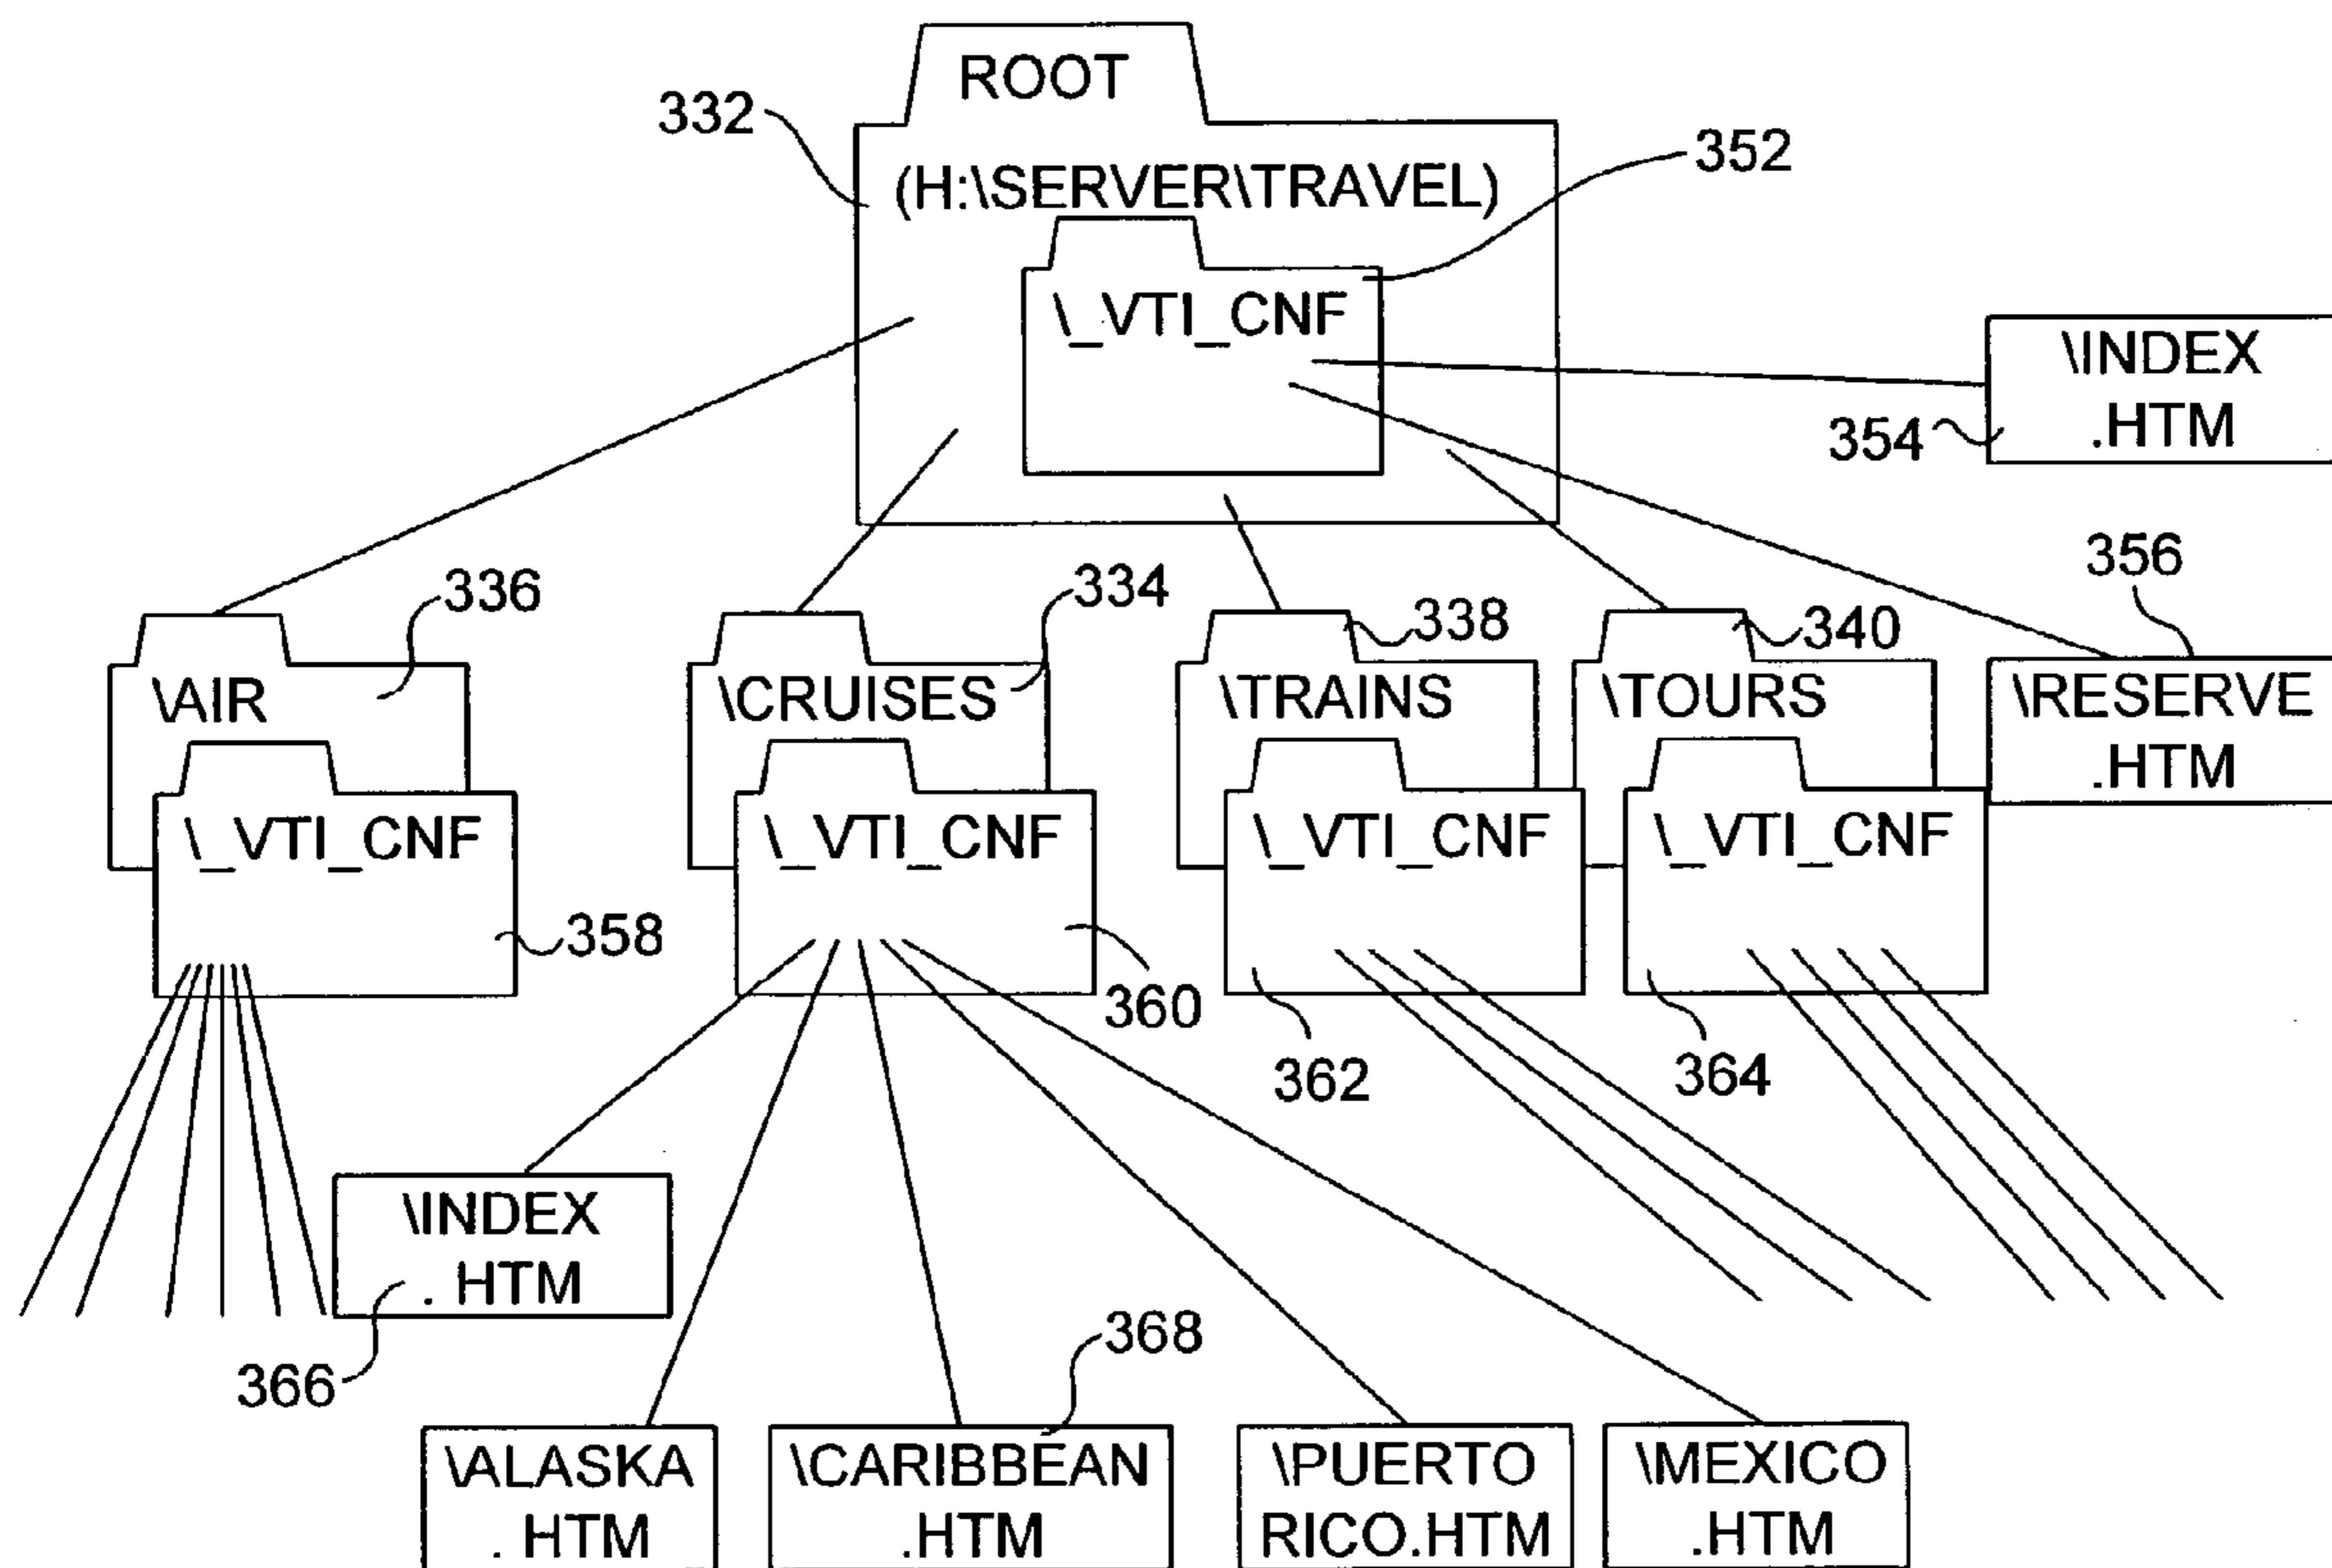 ROOT
332
352
(H:\SERVER\TRAVEL)
\_VTI_CNF
\INDEX
.HTM
354
356
336
334
338
340
\AIR
\CRUISES
\TRAINS
\TOURS
\RESERVE
.HTM
\_VTI_CNF
\_VTI_CNF
\_VTI_CNF
\_VTI_CNF
358
360
362
364
\INDEX
. HTM
366
368
\ALASKA
. HTM
\CARIBBEAN
.HTM
\PUERTO
RICO.HTM
\MEXICO
.HTM